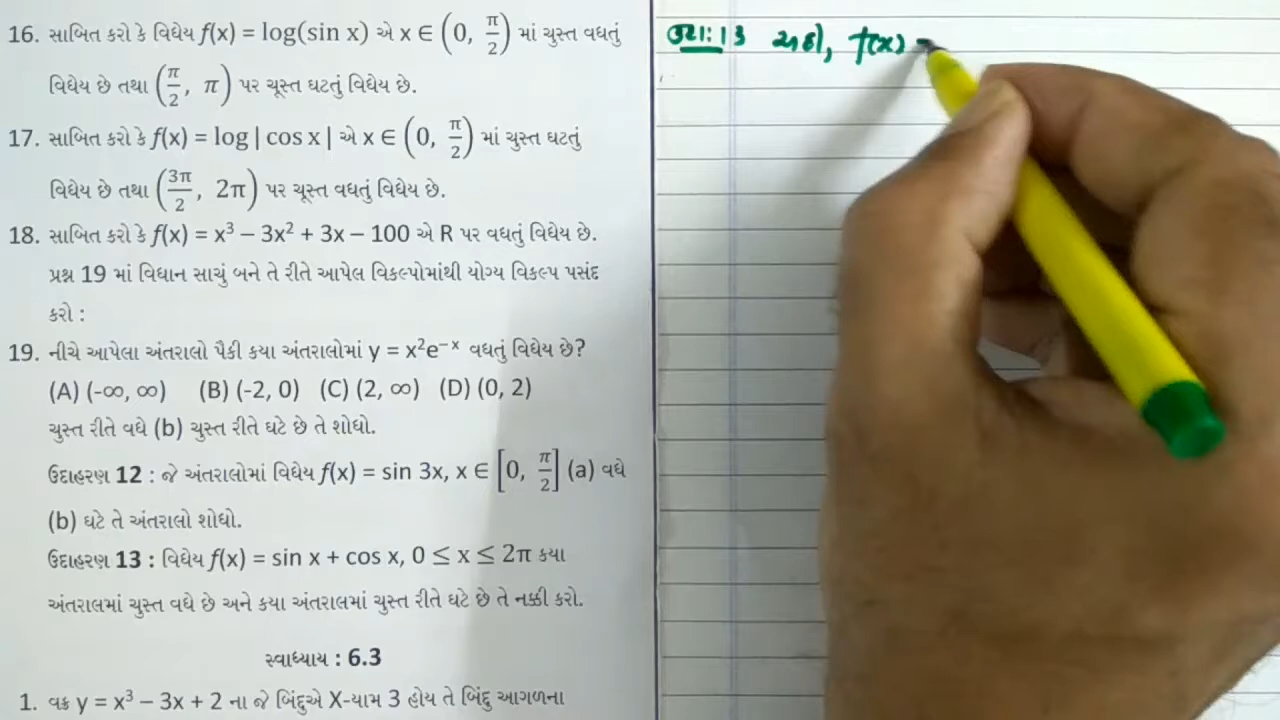 16. સાબિત કરો કે વિધેય f(x) = log(sin x) એ x ∈ (0, π/2) માં ચુસ્ત વધતું
વિધેય છે તથા (π/2, π) પર ચૂસ્ત ઘટતું વિધેય છે.
17. સાબિત કરો કે f(x) = log | cos x | એ x ∈ (0, π/2) માં ચુસ્ત ઘટતું
વિધેય છે તથા (3π/2, 2π) પર ચૂસ્ત વધતું વિધેય છે.
18. સાબિત કરો કે f(x) = x³ – 3x² + 3x – 100 એ R પર વધતું વિધેય છે.
પ્રશ્ન 19 માં વિધાન સાચું બને તે રીતે આપેલ વિકલ્પોમાંથી યોગ્ય વિકલ્પ પસંદ
કરો :
19. નીચે આપેલા અંતરાલો પૈકી કયા અંતરાલોમાં y = x²e⁻ˣ વધતું વિધેય છે?
(A) (-∞, ∞) (B) (-2, 0) (C) (2, ∞) (D) (0, 2)
ચુસ્ત રીતે વધે (b) ચુસ્ત રીતે ઘટે છે તે શોધો.
ઉદાહરણ 12 : જે અંતરાલોમાં વિધેય f(x) = sin 3x, x ∈ [0, π/2] (a) વધે
(b) ઘટે તે અંતરાલો શોધો.
ઉદાહરણ 13 : વિધેય f(x) = sin x + cos x, 0 ≤ x ≤ 2π કયા
અંતરાલમાં ચુસ્ત વધે છે અને કયા અંતરાલમાં ચુસ્ત રીતે ઘટે છે તે નક્કી કરો.
સ્વાધ્યાય : 6.3
1. વક્ર y = x³ – 3x + 2 ના જે બિંદુએ X-યામ 3 હોય તે બિંદુ આગળના
ઉદા: 13 અહીં, f(x) =